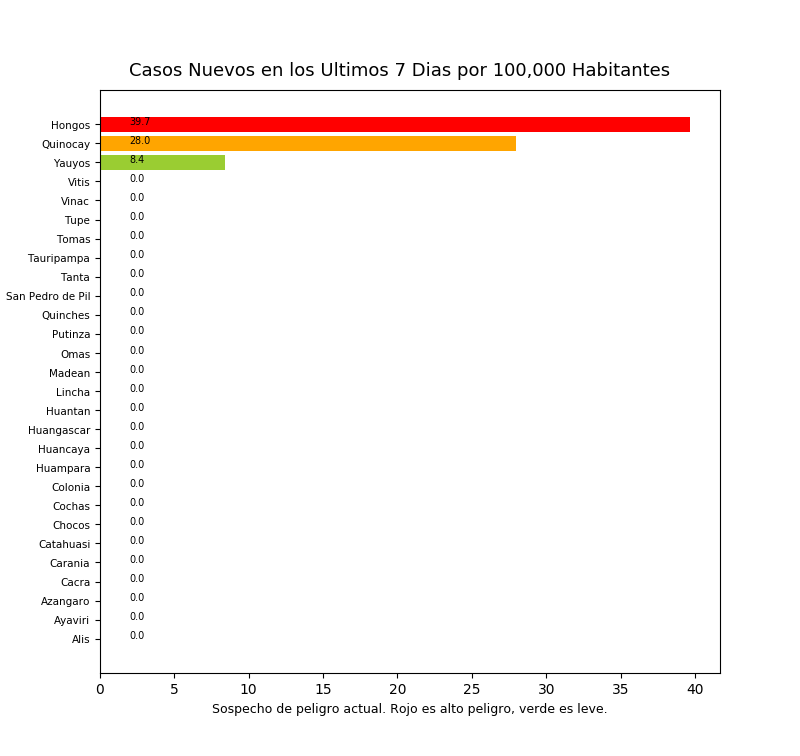 Casos Nuevos en los Ultimos 7 Dias por 100,000 Habitantes
Hongos 39.7
Quinocay 28.0
Yauyos 8.4
Vitis 0.0
Vinac 0.0
Tupe 0.0
Tomas 0.0
Tauripampa 0.0
Tanta 0.0
San Pedro de Pil 0.0
Quinches 0.0
Putinza 0.0
Omas 0.0
Madean 0.0
Lincha 0.0
Huantan 0.0
Huangascar 0.0
Huancaya 0.0
Huampara 0.0
Colonia 0.0
Cochas 0.0
Chocos 0.0
Catahuasi 0.0
Carania 0.0
Cacra 0.0
Azangaro 0.0
Ayaviri 0.0
Alis 0.0
0 5 10 15 20 25 30 35 40
Sospecho de peligro actual. Rojo es alto peligro, verde es leve.